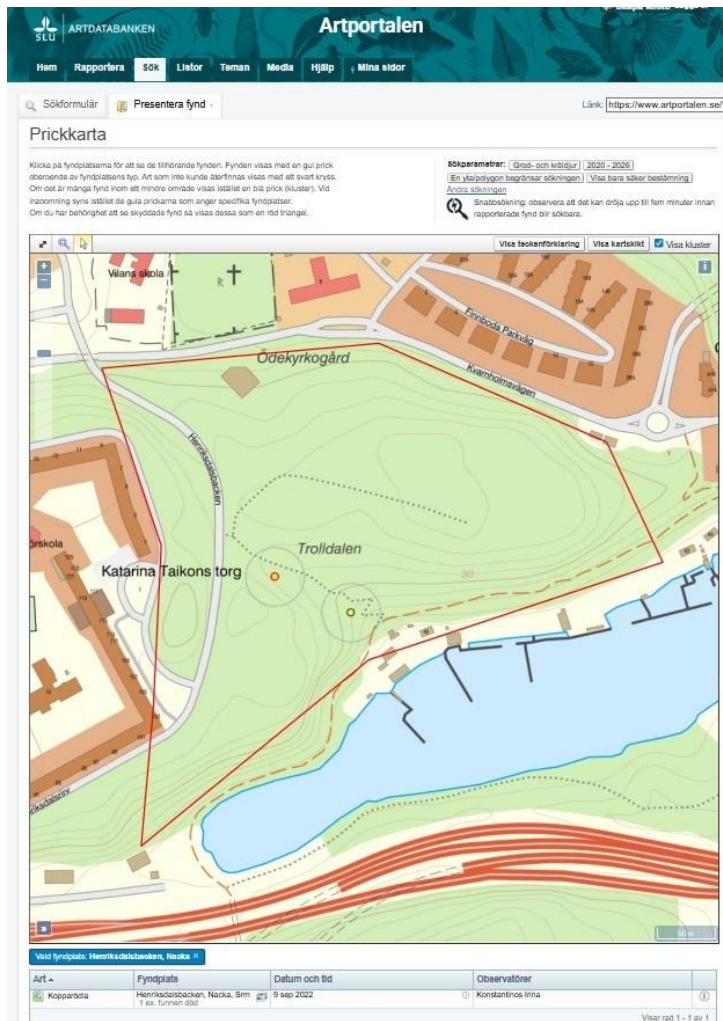 SLU ARTDATABANKEN
Artportalen
Hem Rapportera Sök Listor Teman Media Hjälp Mina sidor
Sökformulär Presentera fynd
Länk: https://www.artportalen.se/
Prickkarta
Klicka på fyndplatserna för att se de tillhörande fynden. Fynden visas med en gul prick
oberoende av fyndplatsens typ. Art som inte kunde återfinnas visas med ett svart kryss.
Om det är många fynd inom ett mindre område visas istället en blå prick (kluster). Vid
inzoomning syns istället de gula prickarna som anger specifika fyndplatser.
Om du har behörighet att se skyddade fynd så visas dessa som en röd triangel.
Sökparametrar: Grod- och kräldjur 2020 - 2026
En yta/polygon begränsar sökningen Visa bara säker bestämning
Ändra sökningen
Snabbsökning: observera att det kan dröja upp till fem minuter innan
rapporterade fynd blir sökbara.
Visa teckenförklaring Visa kartskikt Visa kluster
Vilans skola
Finnboda Parkväg
Ödekyrkogård
Kvarnholmsvägen
Henriksdalsbacken
Trolldalen
Katarina Taikons torg
30
50 m
Vald fyndplats: Henriksdalsbacken, Nacka ×
Art Fyndplats Datum och tid Observatörer
Kopparödla Henriksdalsbacken, Nacka, Srm 9 sep 2022 Konstantinos Irina
1 ex. funnen död
Visar rad 1 - 1 av 1